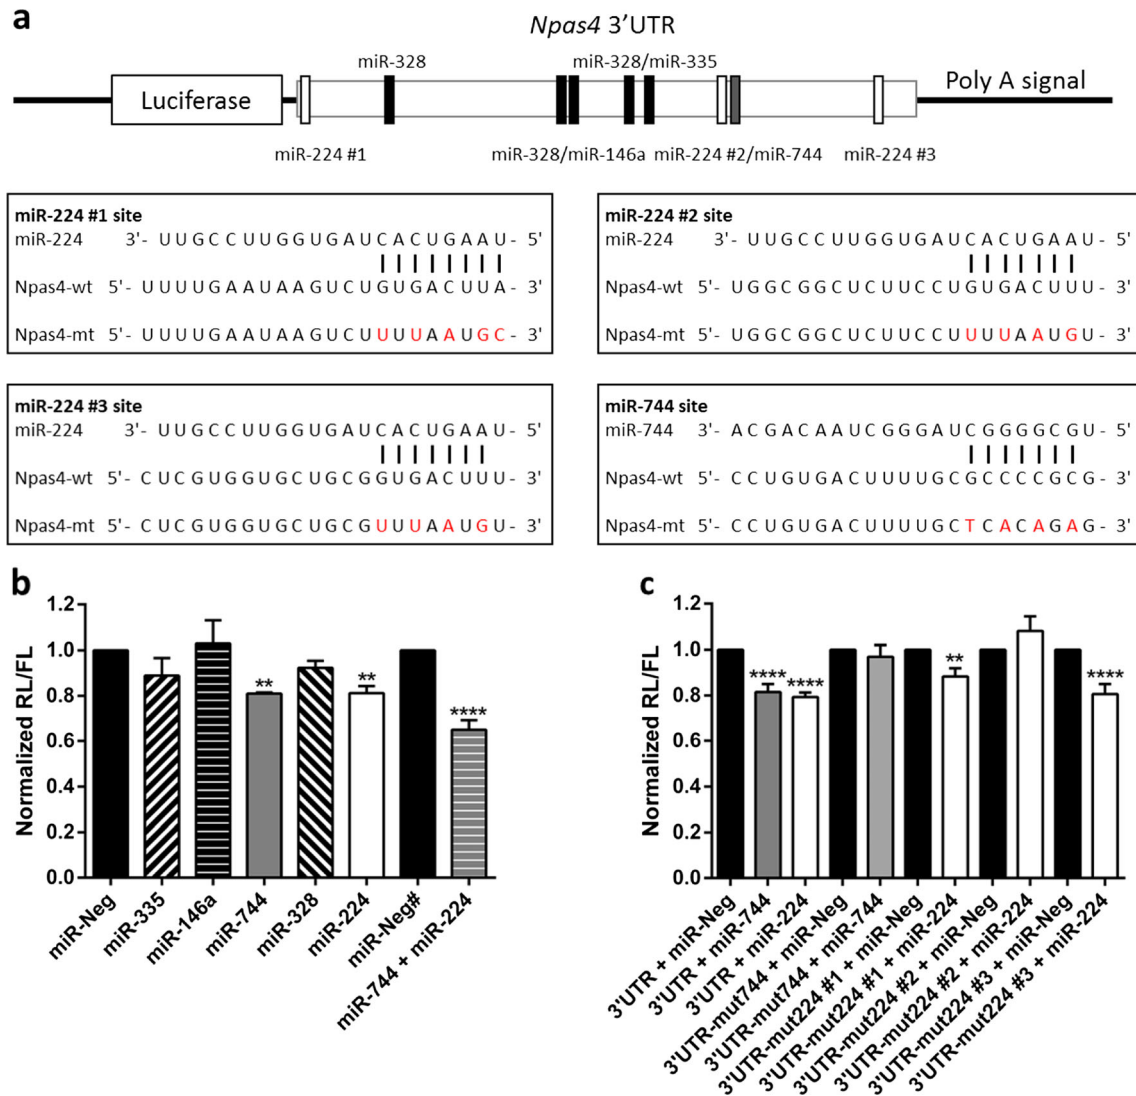 a
Npas4 3'UTR
miR-328 miR-328/miR-335
Luciferase
Poly A signal
miR-224 #1 miR-328/miR-146a miR-224 #2/miR-744 miR-224 #3
miR-224 #1 site
miR-224 3'- U U G C C U U G G U G A U C A C U G A A U - 5'
Npas4-wt 5'- U U U U G A A U A A G U C U G U G A C U U A - 3'
Npas4-mt 5'- U U U U G A A U A A G U C U U U U A A U G C - 3'
miR-224 #2 site
miR-224 3'- U U G C C U U G G U G A U C A C U G A A U - 5'
Npas4-wt 5'- U G G C G G C U C U U C C U G U G A C U U U - 3'
Npas4-mt 5'- U G G C G G C U C U U C C U U U U A A U G U - 3'
miR-224 #3 site
miR-224 3'- U U G C C U U G G U G A U C A C U G A A U - 5'
Npas4-wt 5'- C U C G U G G U G C U G C G G U G A C U U U - 3'
Npas4-mt 5'- C U C G U G G U G C U G C G U U U A A U G U - 3'
miR-744 site
miR-744 3'- A C G A C A A U C G G G A U C G G G G C G U - 5'
Npas4-wt 5'- C C U G U G A C U U U U G C G C C C C G C G - 3'
Npas4-mt 5'- C C U G U G A C U U U U G C T C A C A G A G - 3'
b
Normalized RL/FL
1.2
1.0
0.8
0.6
0.4
0.2
0.0
** ** ****
miR-Neg
miR-335
miR-146a
miR-744
miR-328
miR-224
miR-Neg#
miR-744 + miR-224
c
Normalized RL/FL
1.2
1.0
0.8
0.6
0.4
0.2
0.0
**** **** ** ****
3'UTR + miR-Neg
3'UTR + miR-744
3'UTR + miR-224
3'UTR-mut744 + miR-Neg
3'UTR-mut744 + miR-744
3'UTR-mut224 #1 + miR-Neg
3'UTR-mut224 #1 + miR-224
3'UTR-mut224 #2 + miR-Neg
3'UTR-mut224 #2 + miR-224
3'UTR-mut224 #3 + miR-Neg
3'UTR-mut224 #3 + miR-224